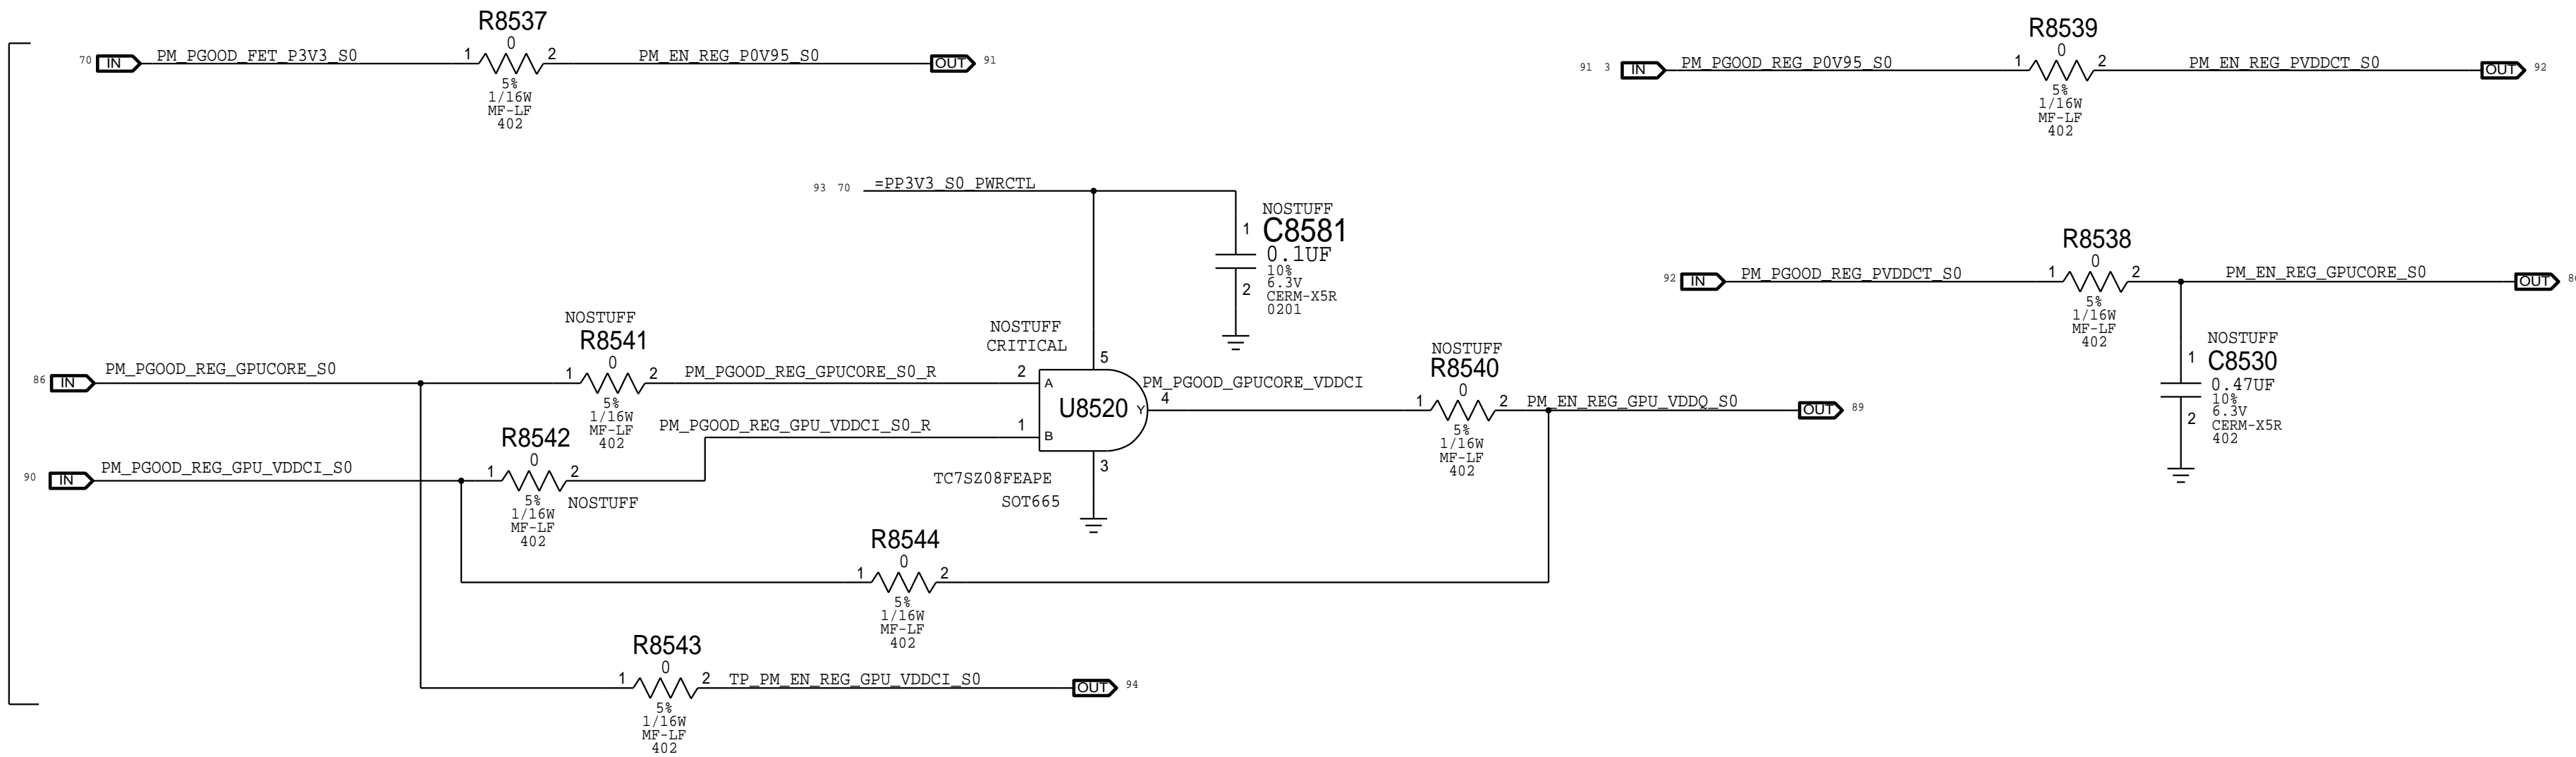 R8537
0
70 IN PM_PGOOD_FET_P3V3_S0 1 2 PM_EN_REG_P0V95_S0 OUT 91
5%
1/16W
MF-LF
402
R8539
0
91 3 IN PM_PGOOD_REG_P0V95_S0 1 2 PM_EN_REG_PVDDCT_S0 OUT 92
5%
1/16W
MF-LF
402
93 70 =PP3V3_S0_PWRCTL
NOSTUFF
1 C8581
0.1UF
10%
6.3V
2 CERM-X5R
0201
R8538
0
92 IN PM_PGOOD_REG_PVDDCT_S0 1 2 PM_EN_REG_GPUCORE_S0 OUT
5%
1/16W
MF-LF
402
NOSTUFF
1 C8530
0.47UF
10%
6.3V
2 CERM-X5R
402
NOSTUFF
R8541
0
86 IN PM_PGOOD_REG_GPUCORE_S0 1 2 PM_PGOOD_REG_GPUCORE_S0_R 2 A
5%
1/16W
MF-LF
402
NOSTUFF
CRITICAL
5
U8520
Y
PM_PGOOD_GPUCORE_VDDCI
4
3
TC7SZ08FEAPE
SOT665
PM_PGOOD_REG_GPU_VDDCI_S0_R 1 B
R8542
0
90 IN PM_PGOOD_REG_GPU_VDDCI_S0 1 2
5%
1/16W
MF-LF
402
NOSTUFF
NOSTUFF
R8540
0
1 2 PM_EN_REG_GPU_VDDQ_S0 OUT 89
5%
1/16W
MF-LF
402
R8544
0
1 2
5%
1/16W
MF-LF
402
R8543
0
1 2 TP_PM_EN_REG_GPU_VDDCI_S0 OUT 94
5%
1/16W
MF-LF
402